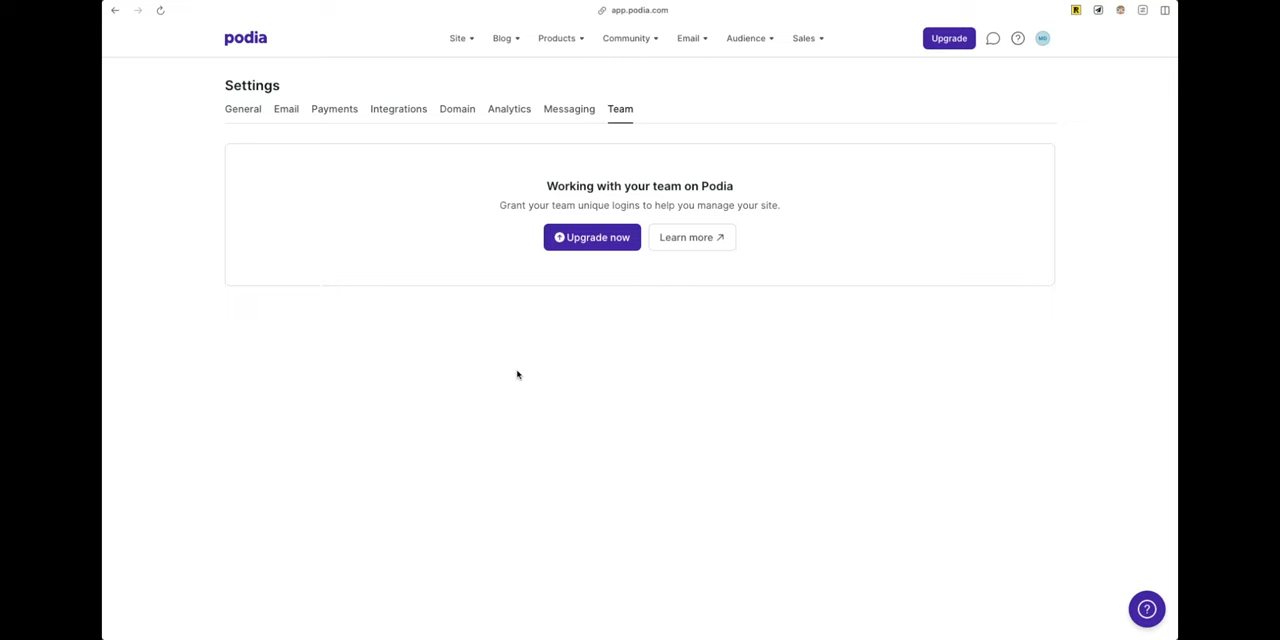 app.podia.com
R
podia
Site Blog Products Community Email Audience Sales Upgrade MD
Settings
General Email Payments Integrations Domain Analytics Messaging Team
Working with your team on Podia
Grant your team unique logins to help you manage your site.
Upgrade now Learn more